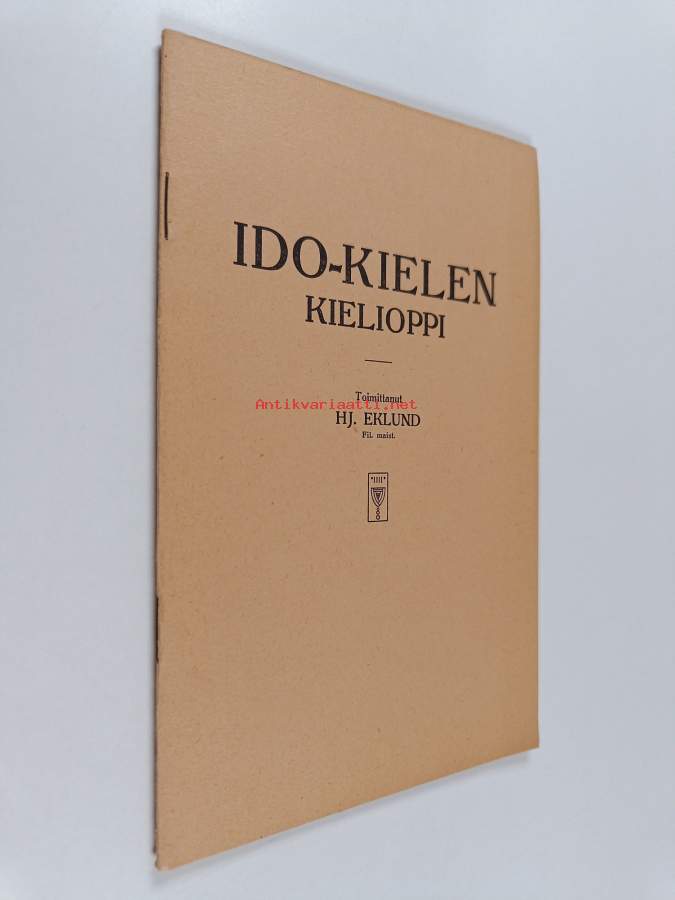 IDO-KIELEN
KIELIOPPI
Toimittanut
Antikvariaatti.net
HJ. EKLUND
Fil. maist.